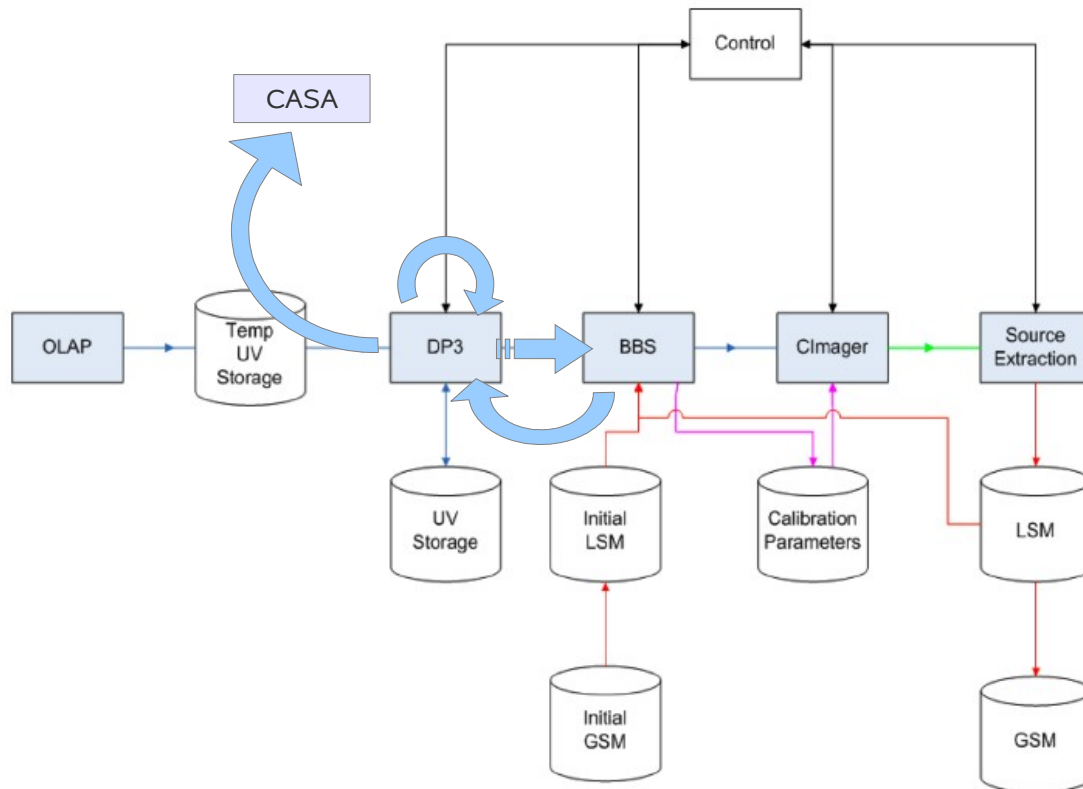 Control
CASA
OLAP
Temp
UV
Storage
DP3
BBS
CImager
Source
Extraction
UV
Storage
Initial
LSM
Calibration
Parameters
LSM
Initial
GSM
GSM